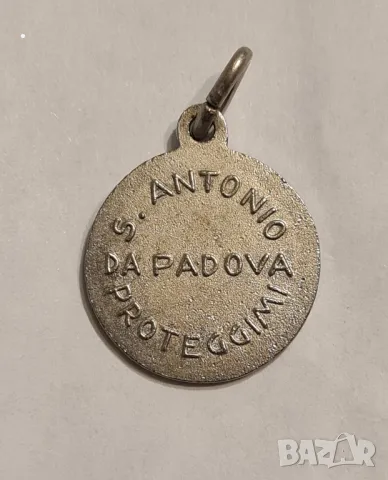 S. ANTONIO
DA PADOVA
PROTEGGIMI
BAZAR